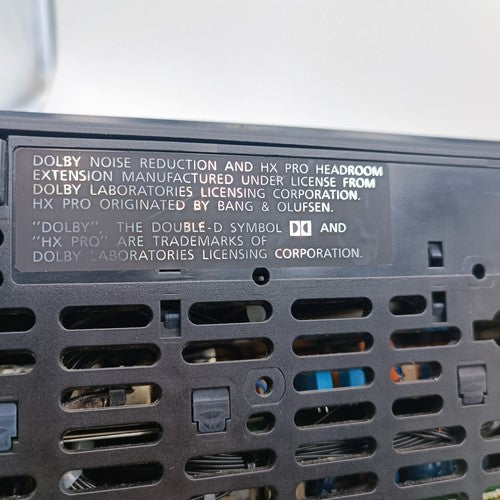 DOLBY NOISE REDUCTION AND HX PRO HEADROOM
EXTENSION MANUFACTURED UNDER LICENSE FROM
DOLBY LABORATORIES LICENSING CORPORATION.
HX PRO ORIGINATED BY BANG & OLUFSEN.
"DOLBY", THE DOUBLE-D SYMBOL AND
"HX PRO" ARE TRADEMARKS OF
DOLBY LABORATORIES LICENSING CORPORATION.